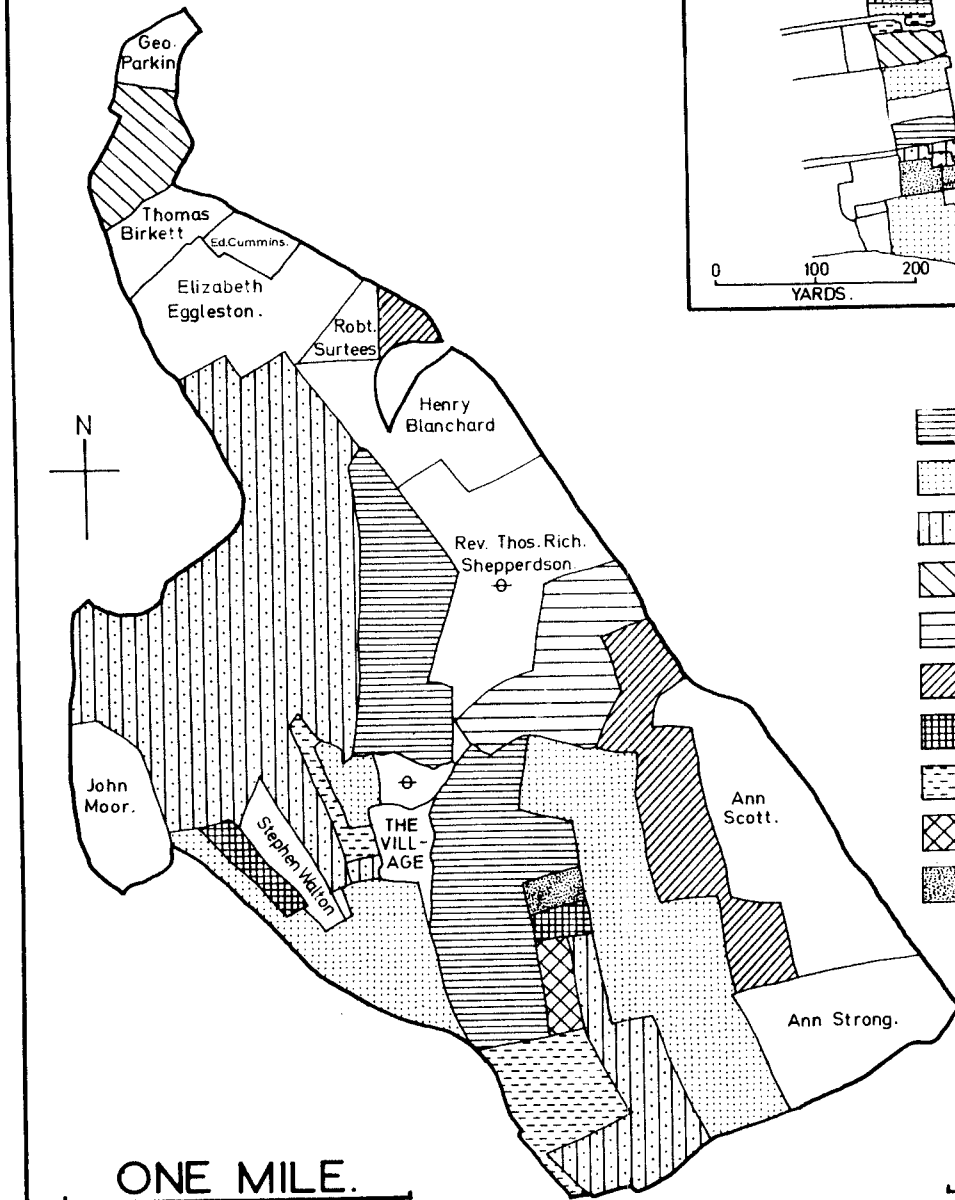 Geo.
Parkin
Thomas
Birkett
Ed.Cummins.
Elizabeth
Eggleston.
Robt.
Surtees
Henry
Blanchard
N
Rev. Thos. Rich.
Shepperdson.
John
Moor.
Stephen Walton
THE
VILL-
AGE
Ann
Scott.
Ann Strong.
ONE MILE.
0 100 200
YARDS.